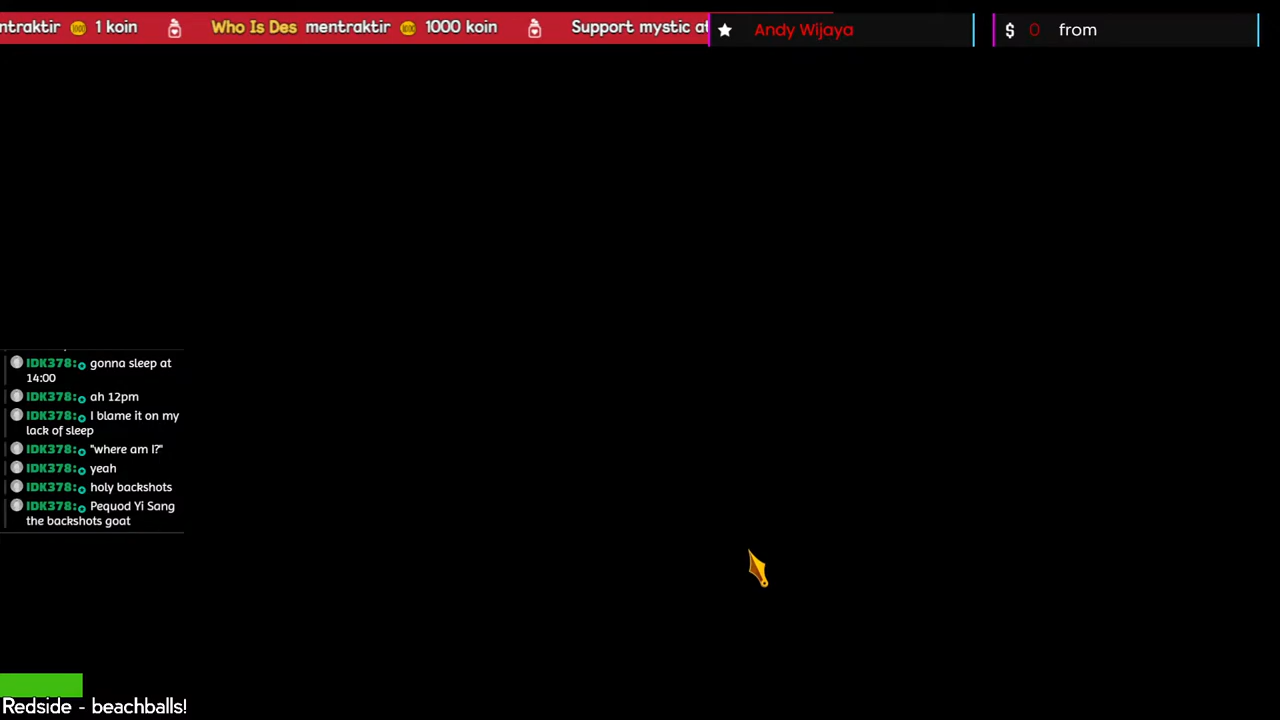 ntraktir 1 koin Who Is Des mentraktir 1000 koin Support mystic at
Andy Wijaya
$ 0 from
IDK378: gonna sleep at
14:00
IDK378: ah 12pm
IDK378: I blame it on my
lack of sleep
IDK378: "where am I?"
IDK378: yeah
IDK378: holy backshots
IDK378: Pequod Yi Sang
the backshots goat
Redside - beachballs!